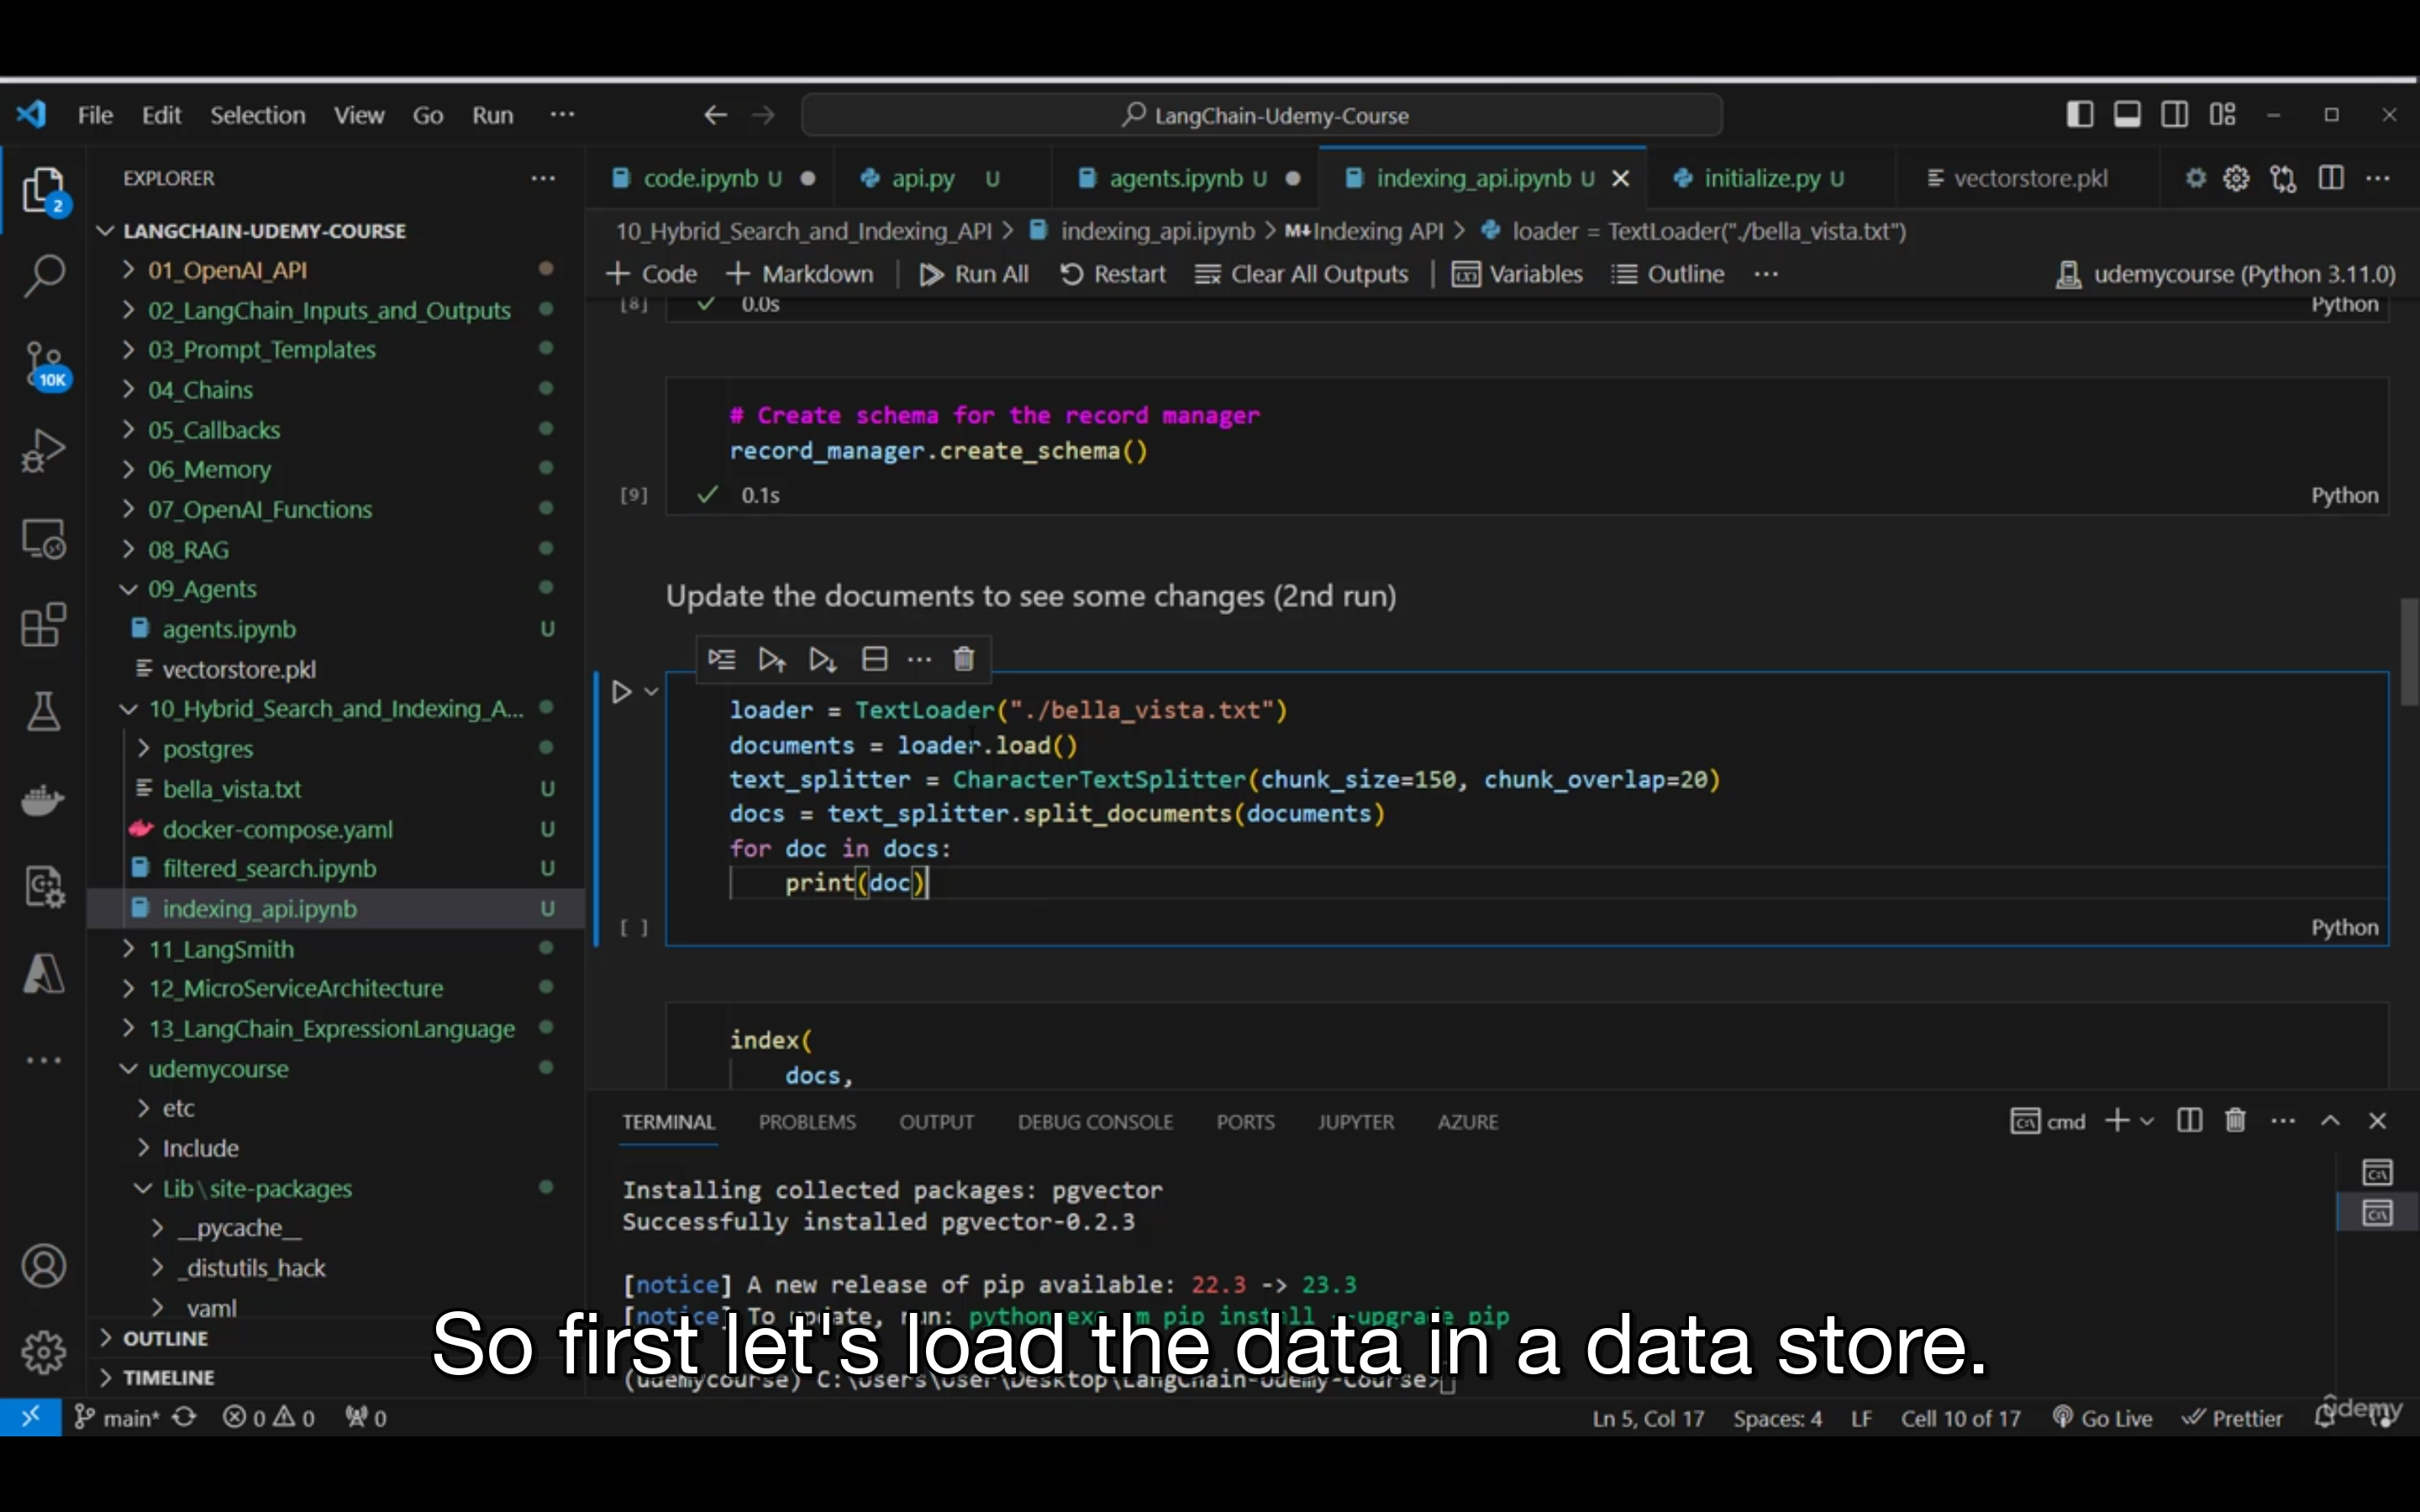 File Edit Selection View Go Run ···
LangChain-Udemy-Course
EXPLORER
2
10K
LANGCHAIN-UDEMY-COURSE
01_OpenAI_API
02_LangChain_Inputs_and_Outputs
03_Prompt_Templates
04_Chains
05_Callbacks
06_Memory
07_OpenAI_Functions
08_RAG
09_Agents
agents.ipynb U
vectorstore.pkl
10_Hybrid_Search_and_Indexing_A...
postgres
bella_vista.txt U
docker-compose.yaml U
filtered_search.ipynb U
indexing_api.ipynb U
11_LangSmith
12_MicroServiceArchitecture
13_LangChain_ExpressionLanguage
udemycourse
etc
Include
Lib\site-packages
__pycache__
_distutils_hack
yaml
OUTLINE
TIMELINE
code.ipynb U api.py U agents.ipynb U indexing_api.ipynb U initialize.py U vectorstore.pkl
10_Hybrid_Search_and_Indexing_API > indexing_api.ipynb > M↓Indexing API > loader = TextLoader("./bella_vista.txt")
+ Code + Markdown Run All Restart Clear All Outputs Variables Outline ··· udemycourse (Python 3.11.0)
[8] 0.0s Python
# Create schema for the record manager
record_manager.create_schema()
[9] 0.1s Python
Update the documents to see some changes (2nd run)
loader = TextLoader("./bella_vista.txt")
documents = loader.load()
text_splitter = CharacterTextSplitter(chunk_size=150, chunk_overlap=20)
docs = text_splitter.split_documents(documents)
for doc in docs:
print(doc)
[ ] Python
index(
docs,
TERMINAL PROBLEMS OUTPUT DEBUG CONSOLE PORTS JUPYTER AZURE
cmd
Installing collected packages: pgvector
Successfully installed pgvector-0.2.3
[notice] A new release of pip available: 22.3 -> 23.3
[notice] To update, run: python.exe -m pip install --upgrade pip
So first let's load the data in a data store.
(udemycourse) C:\Users\User\Desktop\LangChain-Udemy-Course>
main* 0 0 0
Ln 5, Col 17 Spaces: 4 LF Cell 10 of 17 Go Live Prettier
udemy